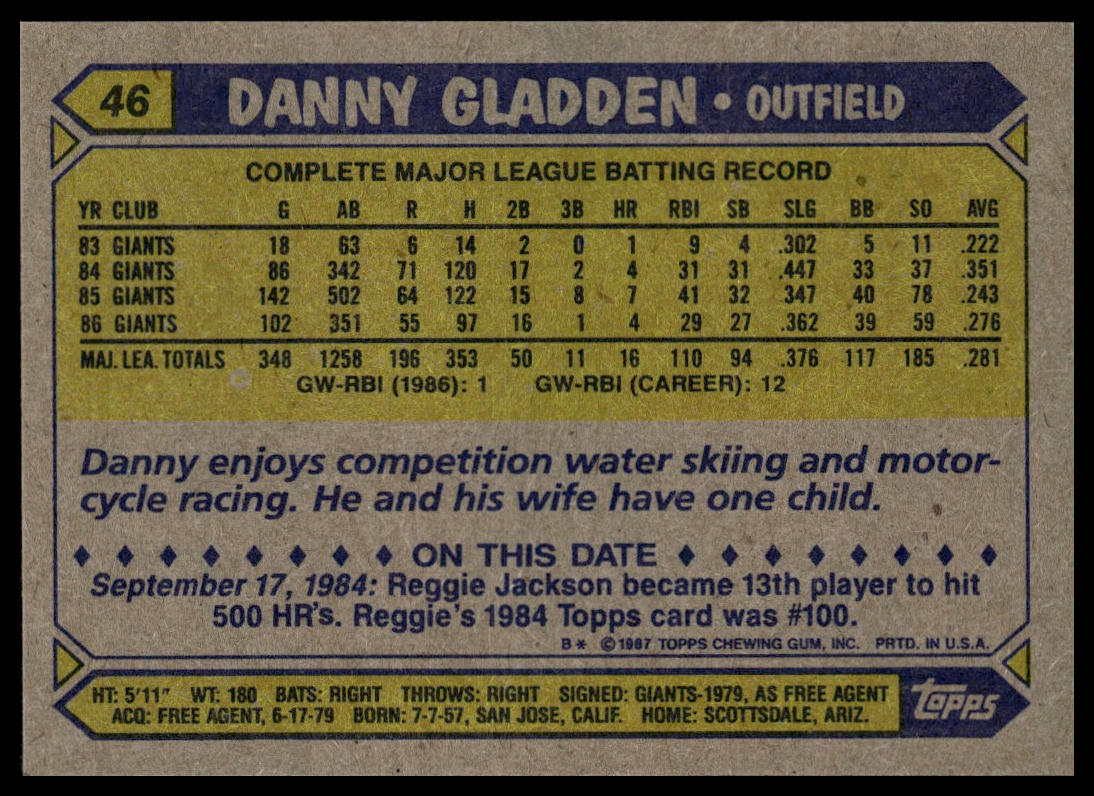 46 DANNY GLADDEN • OUTFIELD
COMPLETE MAJOR LEAGUE BATTING RECORD
YR CLUB G AB R H 2B 3B HR RBI SB SLG BB SO AVG
83 GIANTS 18 63 6 14 2 0 1 9 4 .302 5 11 .222
84 GIANTS 86 342 71 120 17 2 4 31 31 .447 33 37 .351
85 GIANTS 142 502 64 122 15 8 7 41 32 .347 40 78 .243
86 GIANTS 102 351 55 97 16 1 4 29 27 .362 39 59 .276
MAJ. LEA. TOTALS 348 1258 196 353 50 11 16 110 94 .376 117 185 .281
GW-RBI (1986): 1 GW-RBI (CAREER): 12
Danny enjoys competition water skiing and motor-
cycle racing. He and his wife have one child.
♦ ♦ ♦ ♦ ♦ ♦ ♦ ♦ ON THIS DATE ♦ ♦ ♦ ♦ ♦ ♦ ♦ ♦
September 17, 1984: Reggie Jackson became 13th player to hit
500 HR's. Reggie's 1984 Topps card was #100.
B* ©1987 TOPPS CHEWING GUM, INC. PRTD. IN U.S.A.
HT: 5'11" WT: 180 BATS: RIGHT THROWS: RIGHT SIGNED: GIANTS-1979, AS FREE AGENT
ACQ: FREE AGENT, 6-17-79 BORN: 7-7-57, SAN JOSE, CALIF. HOME: SCOTTSDALE, ARIZ.
Topps